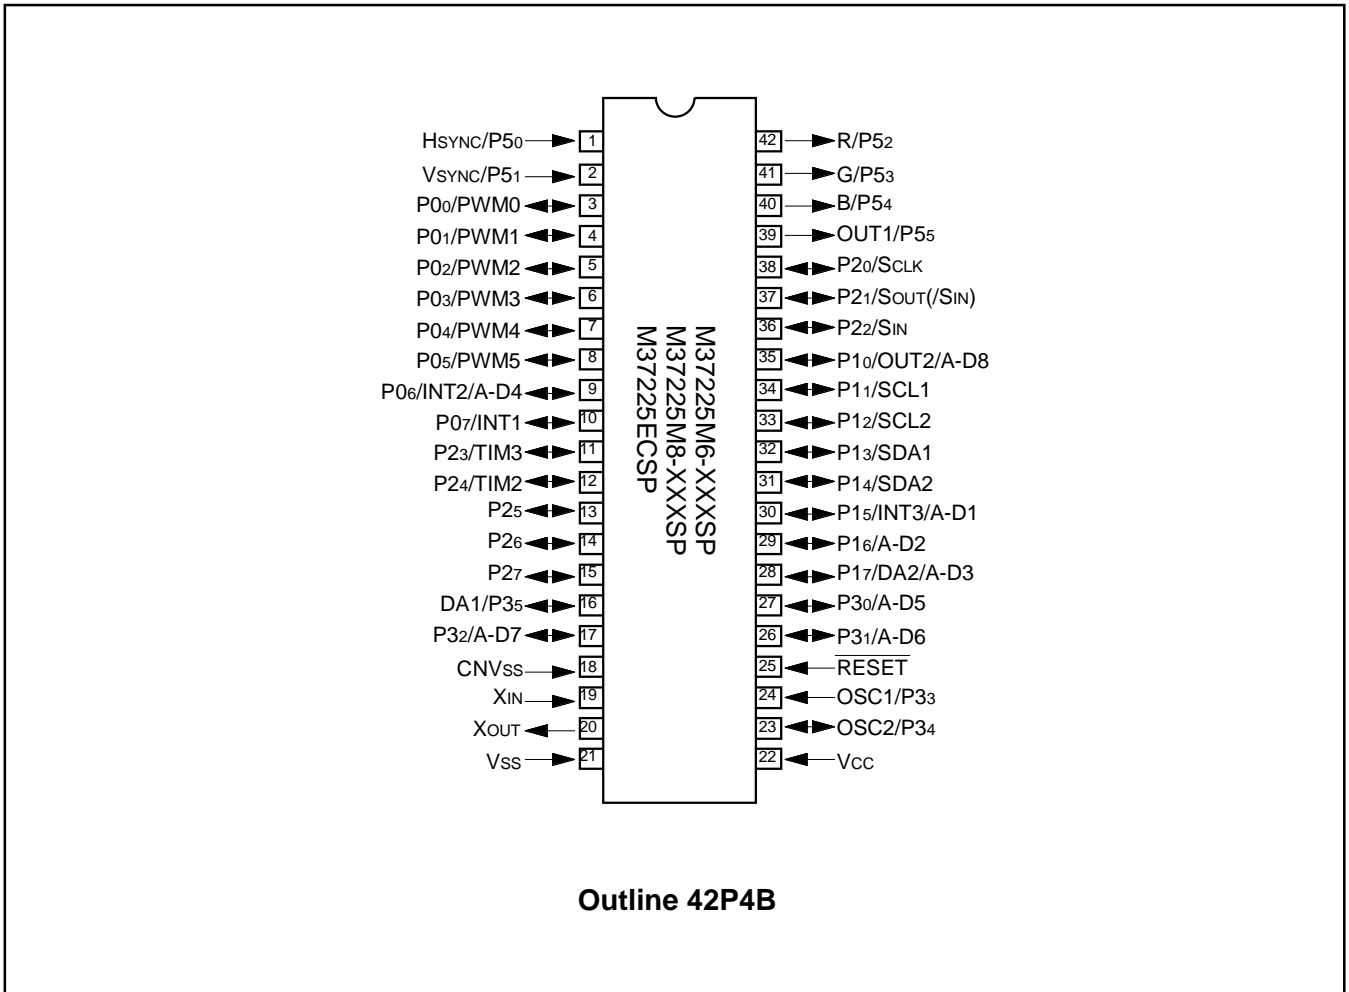 HSYNC/P50 1 42 R/P52
VSYNC/P51 2 41 G/P53
P00/PWM0 3 40 B/P54
P01/PWM1 4 39 OUT1/P55
P02/PWM2 5 38 P20/SCLK
P03/PWM3 6 37 P21/SOUT(/SIN)
P04/PWM4 7 36 P22/SIN
P05/PWM5 8 35 P10/OUT2/A-D8
P06/INT2/A-D4 9 34 P11/SCL1
P07/INT1 10 33 P12/SCL2
P23/TIM3 11 32 P13/SDA1
P24/TIM2 12 31 P14/SDA2
P25 13 30 P15/INT3/A-D1
P26 14 29 P16/A-D2
P27 15 28 P17/DA2/A-D3
DA1/P35 16 27 P30/A-D5
P32/A-D7 17 26 P31/A-D6
CNVSS 18 25 RESET
XIN 19 24 OSC1/P33
XOUT 20 23 OSC2/P34
VSS 21 22 VCC
M37225M6-XXXSP
M37225M8-XXXSP
M37225ECSP
Outline 42P4B